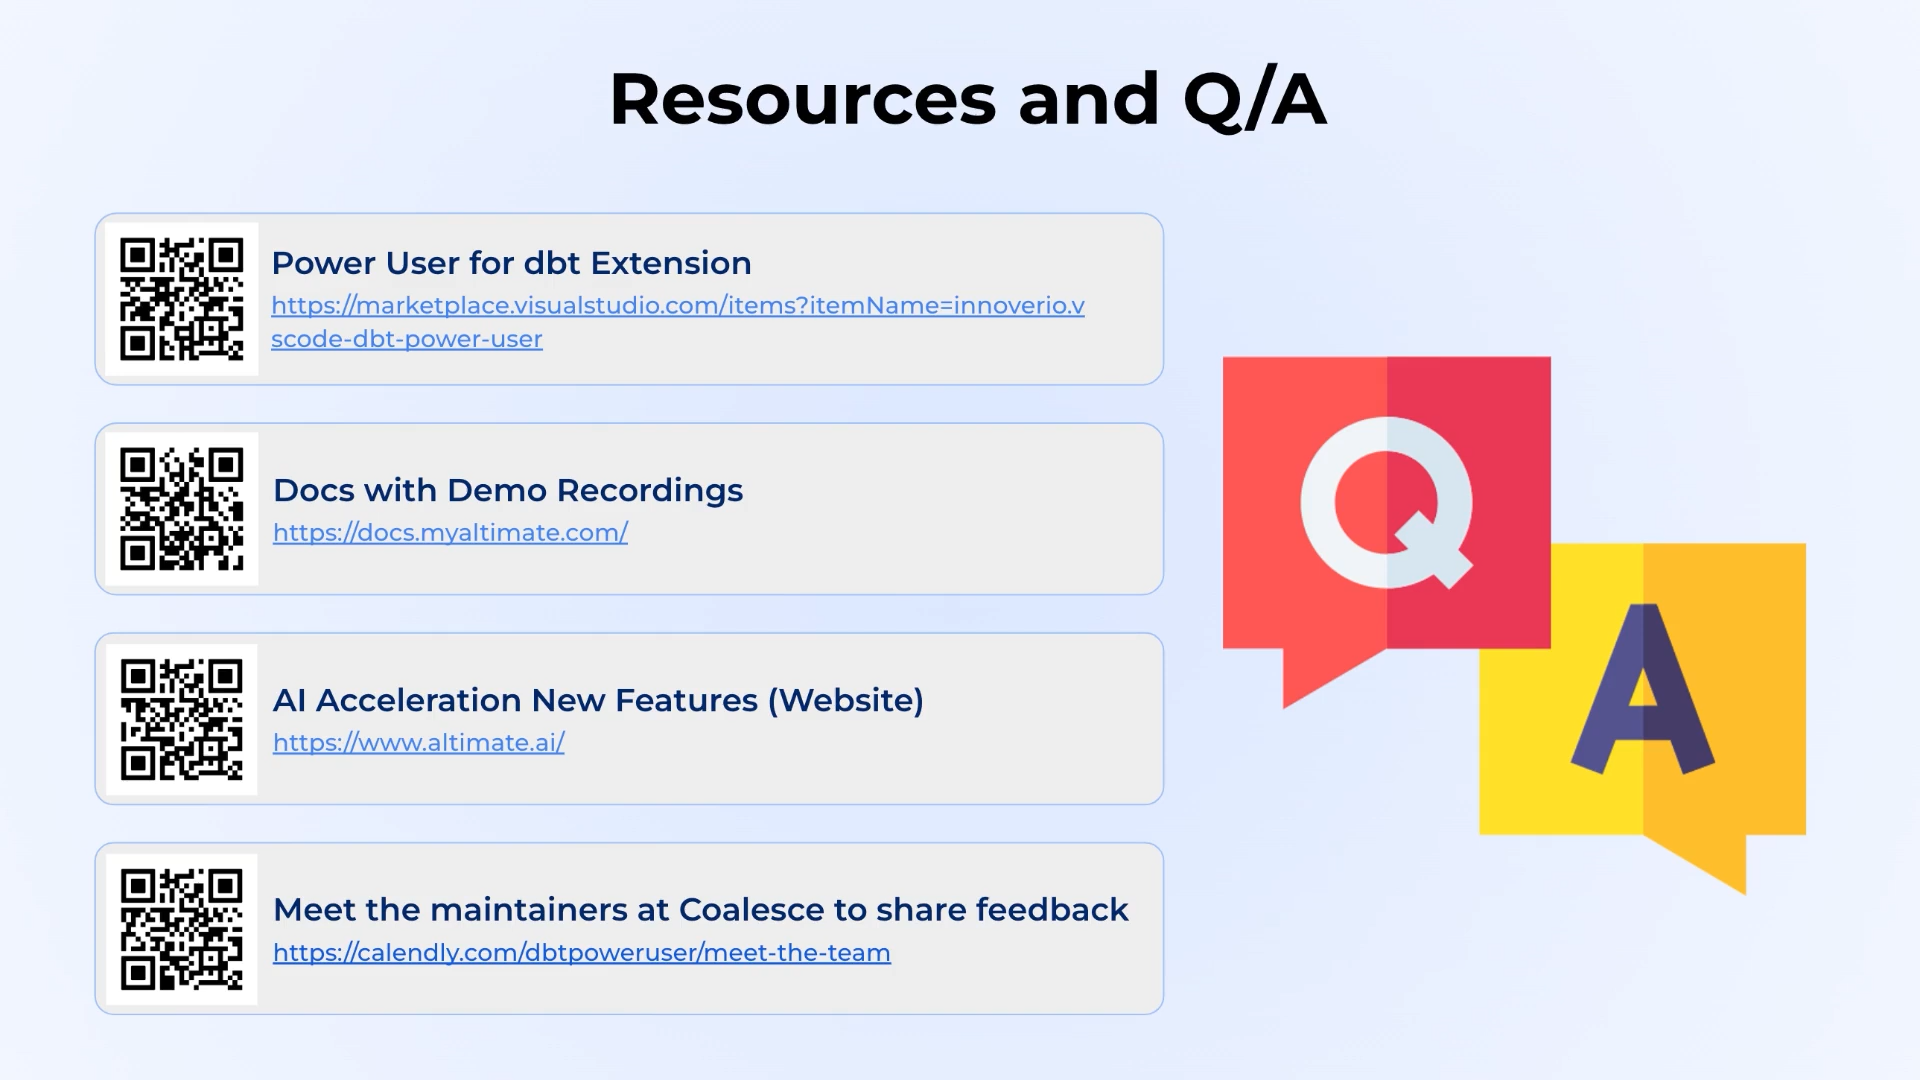 Resources and Q/A
Power User for dbt Extension
https://marketplace.visualstudio.com/items?itemName=innoverio.v
scode-dbt-power-user
Docs with Demo Recordings
https://docs.myaltimate.com/
AI Acceleration New Features (Website)
https://www.altimate.ai/
Meet the maintainers at Coalesce to share feedback
https://calendly.com/dbtpoweruser/meet-the-team
Q
A